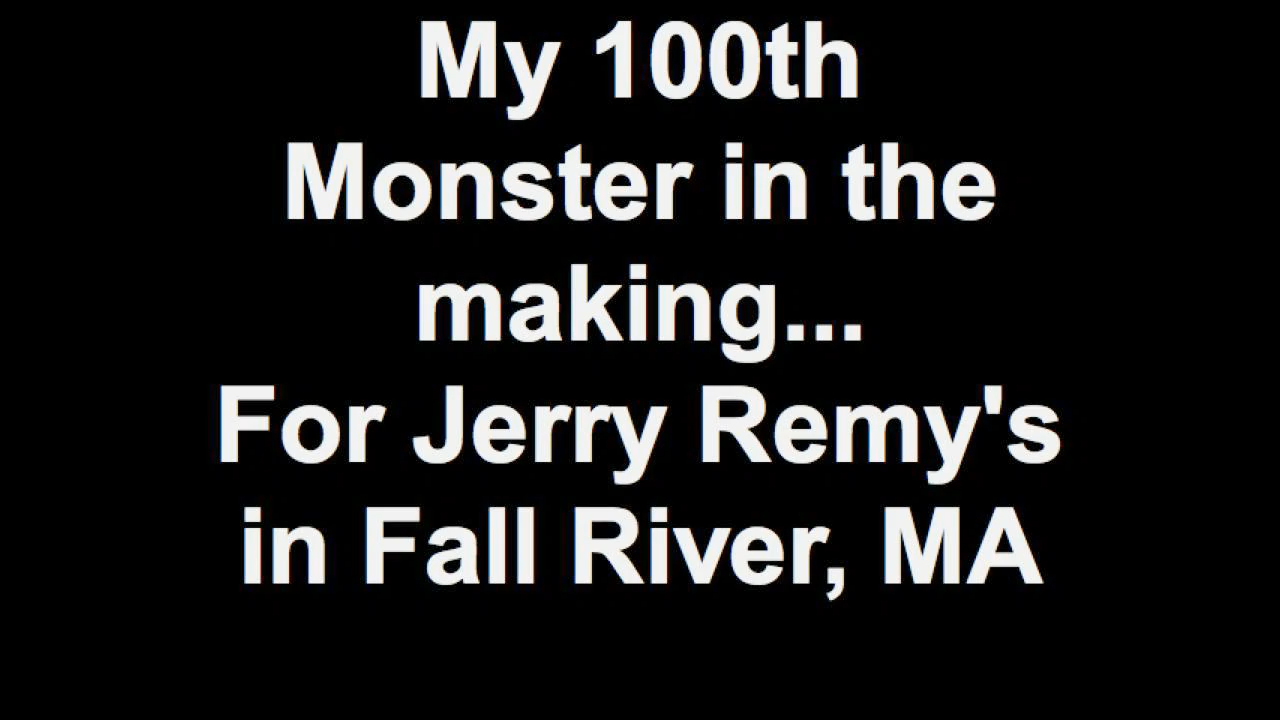 My 100th
Monster in the
making...
For Jerry Remy's
in Fall River, MA